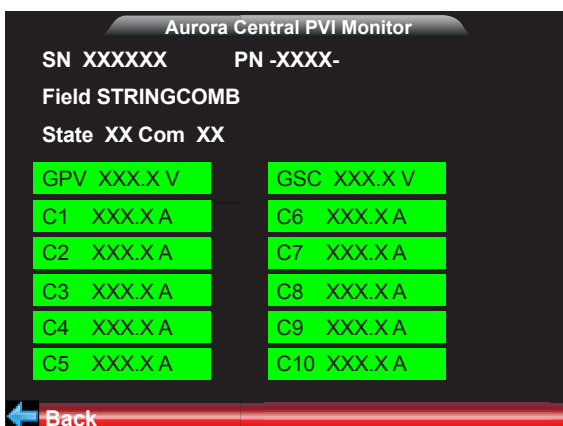 Aurora Central PVI Monitor
SN XXXXXX PN -XXXX-
Field STRINGCOMB
State XX Com XX
GPV XXX.X V GSC XXX.X V
C1 XXX.X A C6 XXX.X A
C2 XXX.X A C7 XXX.X A
C3 XXX.X A C8 XXX.X A
C4 XXX.X A C9 XXX.X A
C5 XXX.X A C10 XXX.X A
Back